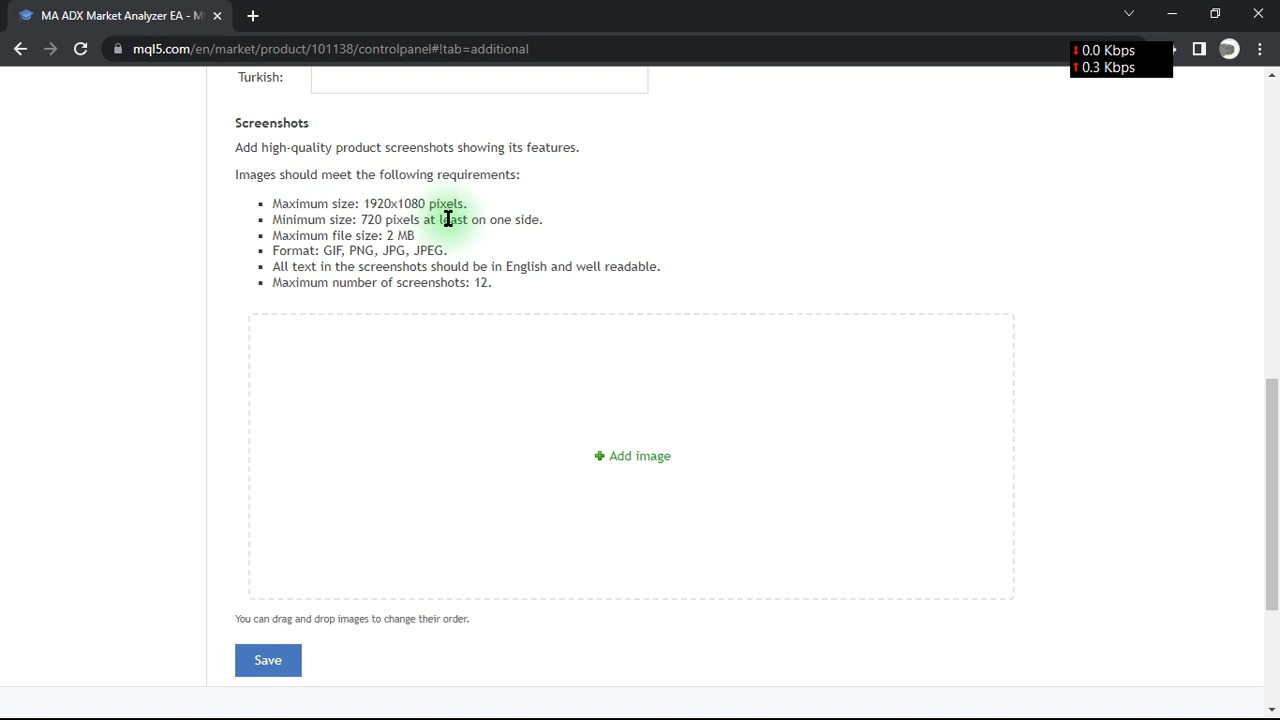 MA ADX Market Analyzer EA - M
mql5.com/en/market/product/101138/controlpanel#!tab=additional
0.0 Kbps
0.3 Kbps
Turkish:
Screenshots
Add high-quality product screenshots showing its features.
Images should meet the following requirements:
Maximum size: 1920x1080 pixels.
Minimum size: 720 pixels at least on one side.
Maximum file size: 2 MB
Format: GIF, PNG, JPG, JPEG.
All text in the screenshots should be in English and well readable.
Maximum number of screenshots: 12.
Add image
You can drag and drop images to change their order.
Save